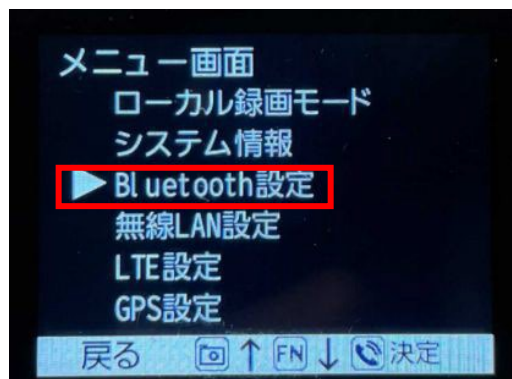 メニュー画面
ローカル録画モード
システム情報
▶Bluetooth設定
無線LAN設定
LTE設定
GPS設定
戻る ↑ FN ↓ 決定